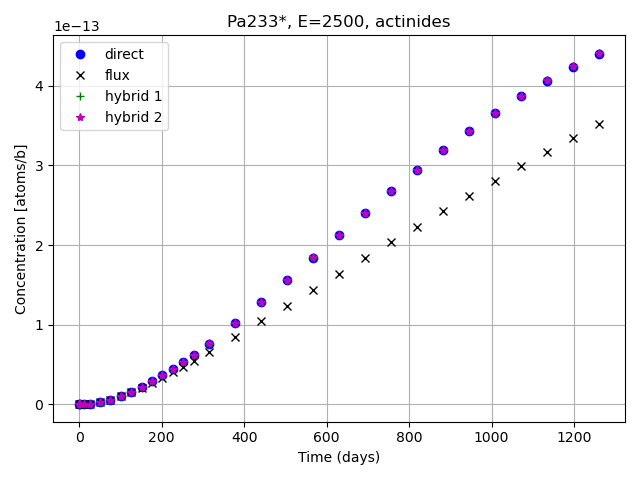 Pa233*, E=2500, actinides
1e−13
direct
flux
hybrid 1
hybrid 2
4
3
2
1
0
Concentration [atoms/b]
0 200 400 600 800 1000 1200
Time (days)